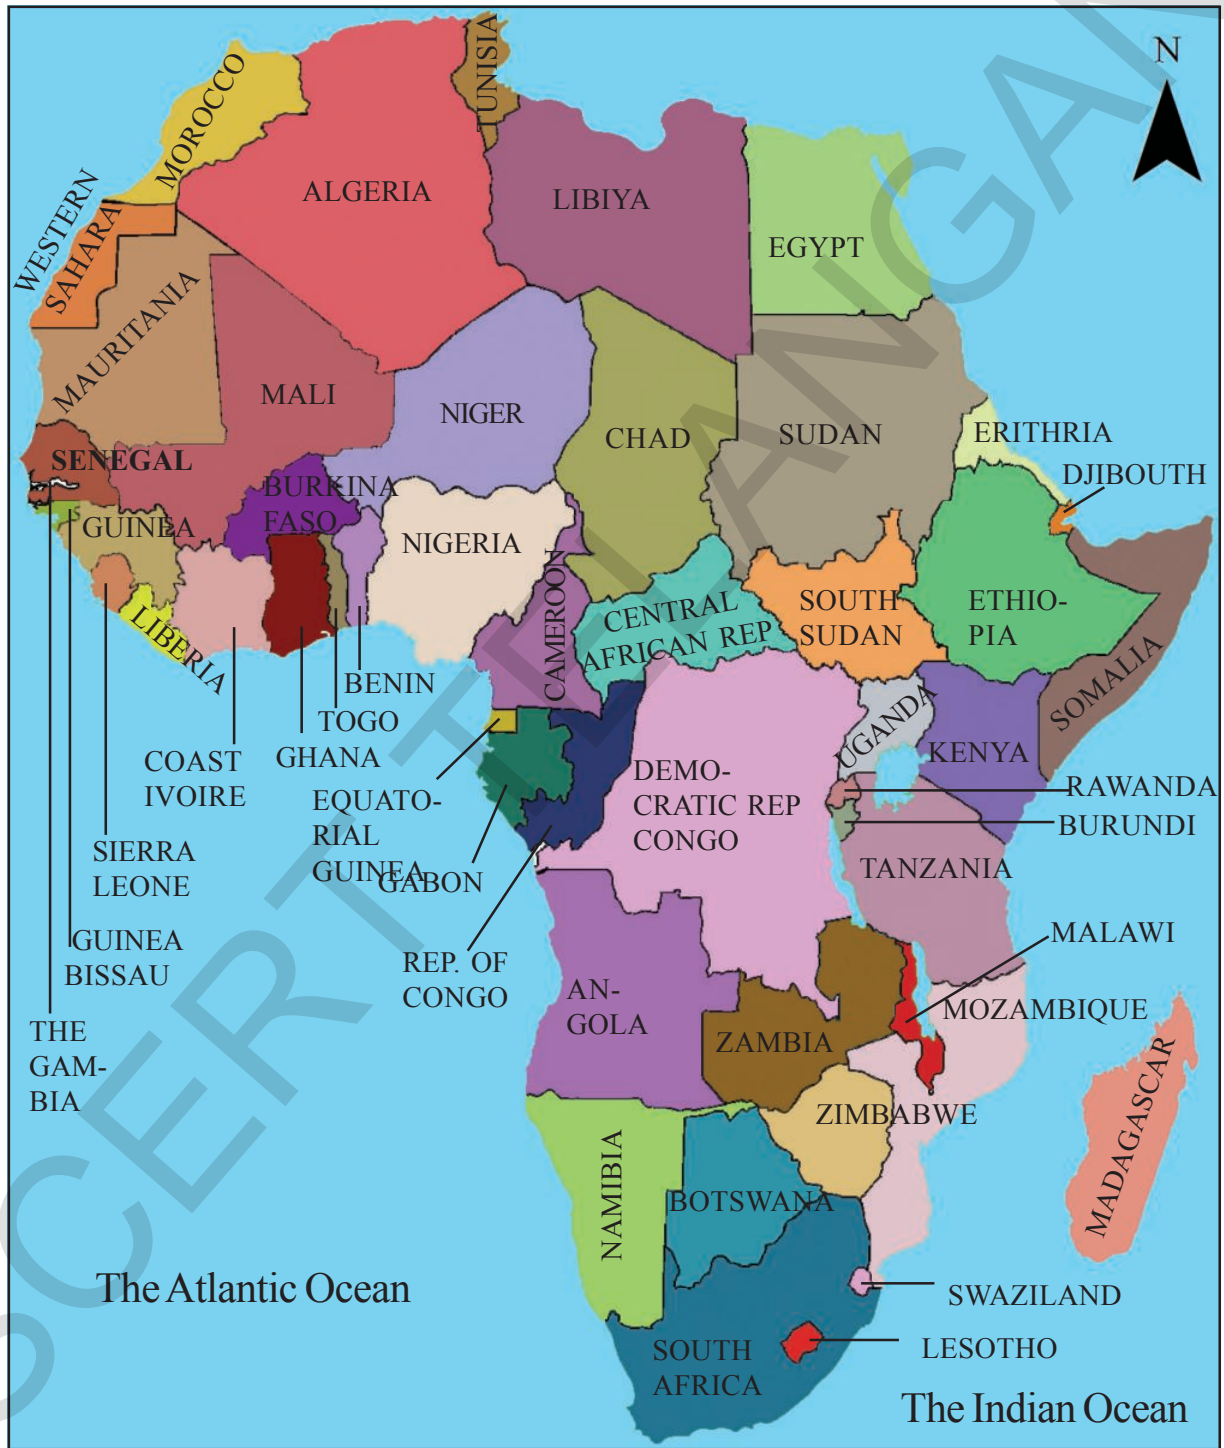 N
TUNISIA
MOROCCO
ALGERIA
LIBIYA
EGYPT
WESTERN
SAHARA
MAURITANIA
MALI
NIGER
CHAD
SUDAN
ERITHRIA
DJIBOUTH
SENEGAL
BURKINA
FASO
GUINEA
NIGERIA
CAMEROON
CENTRAL
AFRICAN REP
SOUTH
SUDAN
ETHIO-
PIA
SOMALIA
LIBERIA
BENIN
TOGO
GHANA
COAST
IVOIRE
EQUATO-
RIAL
GUINEA
GABON
SIERRA
LEONE
GUINEA
BISSAU
THE
GAM-
BIA
REP. OF
CONGO
DEMO-
CRATIC REP
CONGO
UGANDA
KENYA
RAWANDA
BURUNDI
TANZANIA
MALAWI
MOZAMBIQUE
AN-
GOLA
ZAMBIA
ZIMBABWE
MADAGASCAR
NAMIBIA
BOTSWANA
SWAZILAND
LESOTHO
SOUTH
AFRICA
The Atlantic Ocean
The Indian Ocean
SCERT TELANGAN